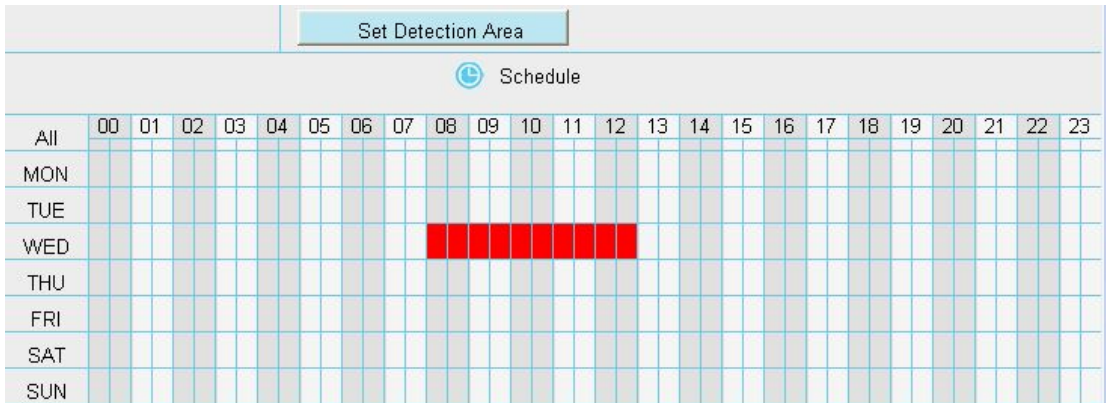 Set Detection Area
Schedule
All 00 01 02 03 04 05 06 07 08 09 10 11 12 13 14 15 16 17 18 19 20 21 22 23
MON
TUE
WED
THU
FRI
SAT
SUN